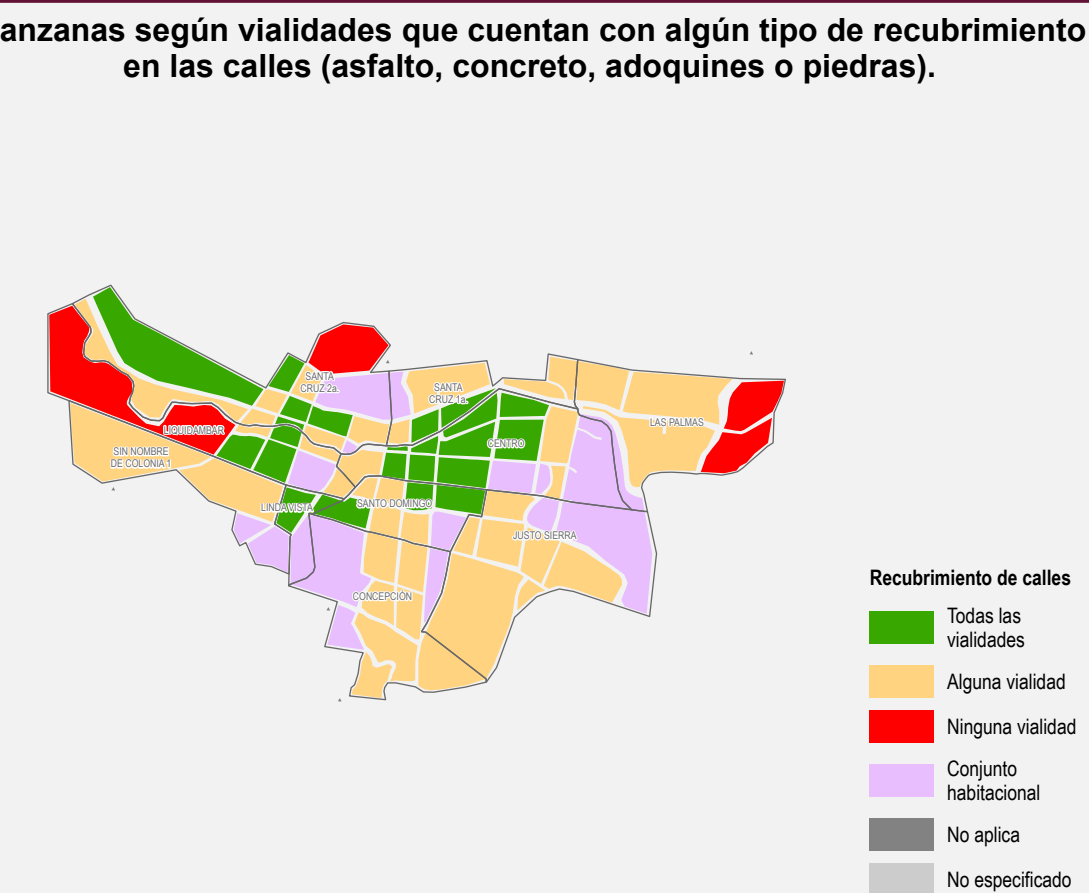 anzanas según vialidades que cuentan con algún tipo de recubrimiento
en las calles (asfalto, concreto, adoquines o piedras).
SANTA
CRUZ 2a.
SANTA
CRUZ 1a.
LAS PALMAS
LIQUIDAMBAR
CENTRO
SIN NOMBRE
DE COLONIA 1
LINDA VISTA
SANTO DOMINGO
JUSTO SIERRA
CONCEPCIÓN
Recubrimiento de calles
Todas las
vialidades
Alguna vialidad
Ninguna vialidad
Conjunto
habitacional
No aplica
No especificado